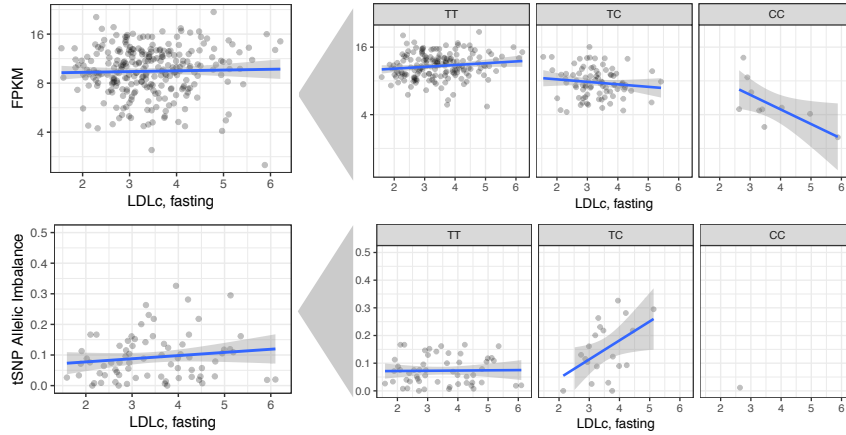 TT TC CC
16
8
4
FPKM
16
4
2 3 4 5 6
LDLc, fasting
2 3 4 5 6 2 3 4 5 6 2 3 4 5 6
LDLc, fasting
TT TC CC
0.5
0.4
0.3
0.2
0.1
0.0
tSNP Allelic Imbalance
0.5
0.4
0.3
0.2
0.1
0.0
2 3 4 5 6
LDLc, fasting
2 3 4 5 6 2 3 4 5 6 2 3 4 5 6
LDLc, fasting